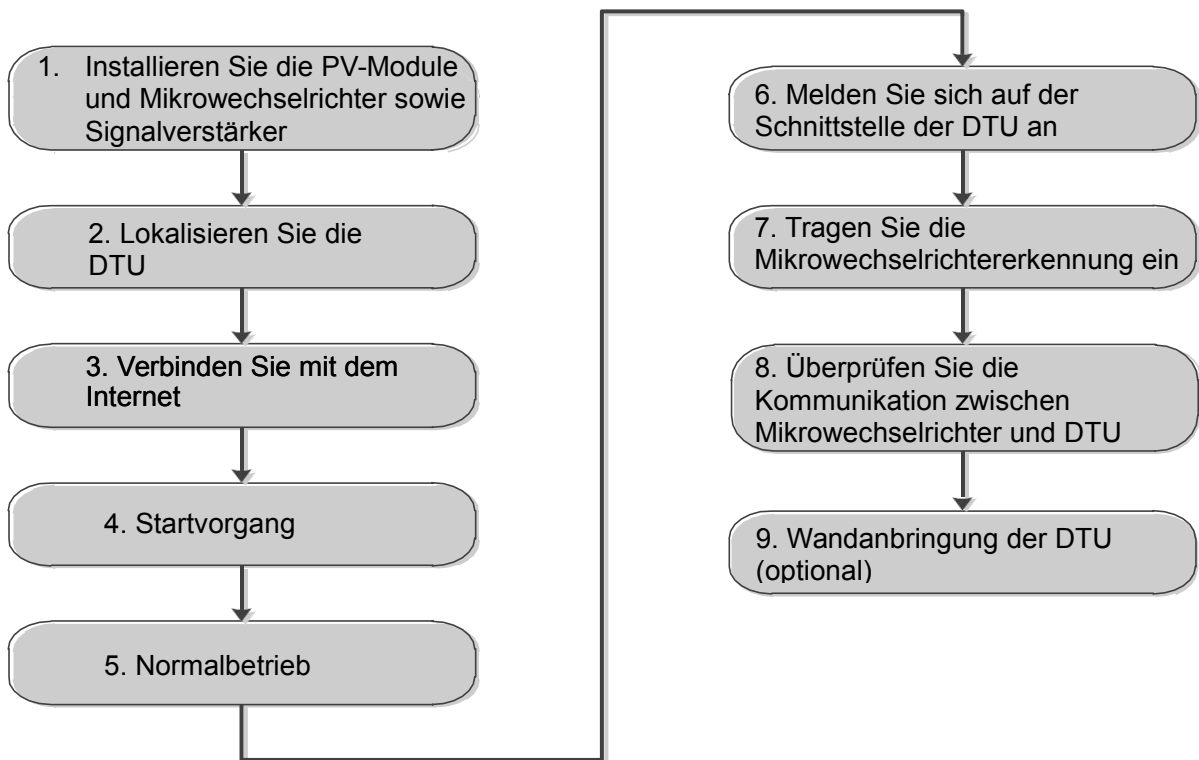 1. Installieren Sie die PV-Module
und Mikrowechselrichter sowie
Signalverstärker
2. Lokalisieren Sie die
DTU
3. Verbinden Sie mit dem
Internet
4. Startvorgang
5. Normalbetrieb
6. Melden Sie sich auf der
Schnittstelle der DTU an
7. Tragen Sie die
Mikrowechselrichtererkennung ein
8. Überprüfen Sie die
Kommunikation zwischen
Mikrowechselrichter und DTU
9. Wandanbringung der DTU
(optional)